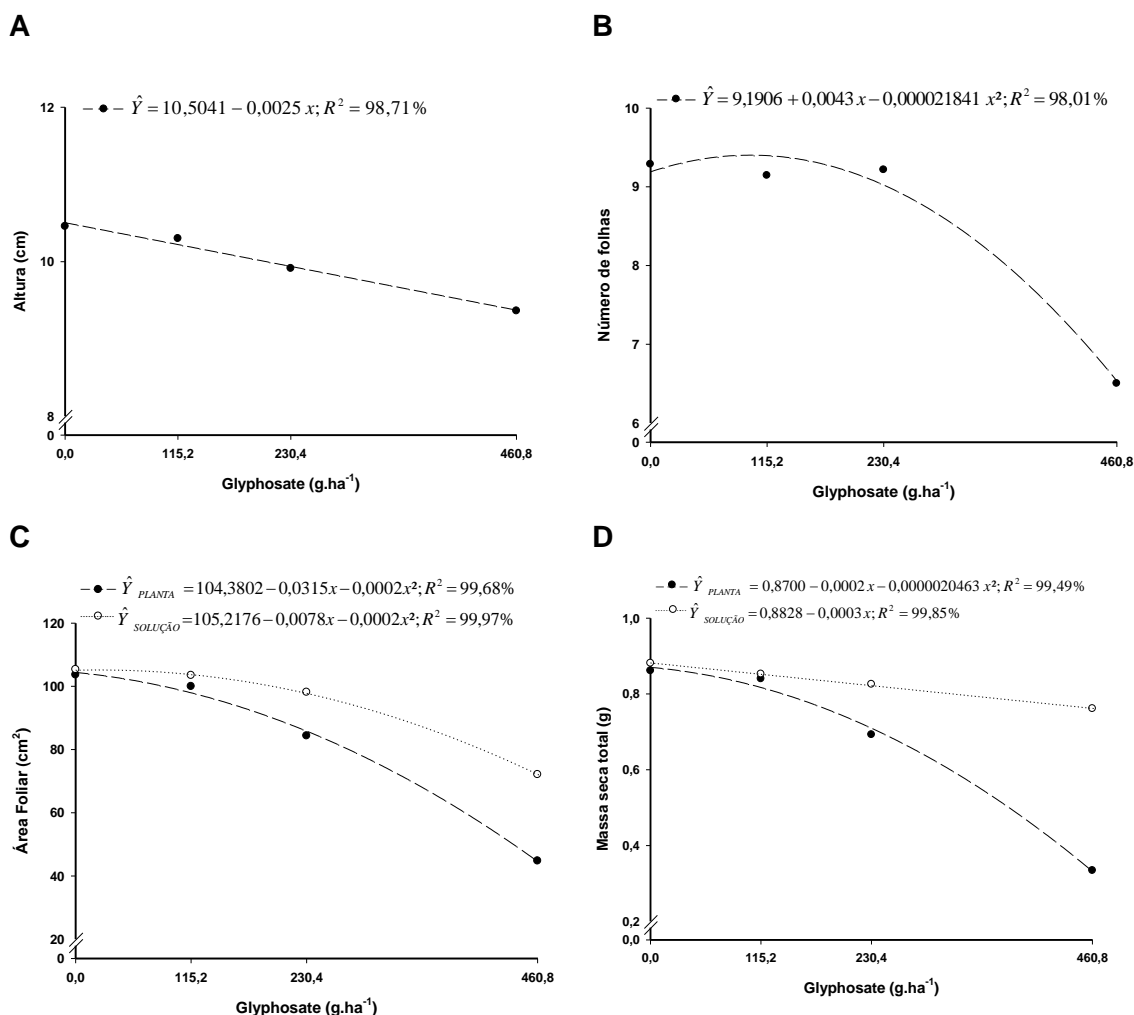 A
Ŷ = 10,5041 − 0,0025 x; R² = 98,71%
12
10
8
0
Altura (cm)
0,0 115,2 230,4 460,8
Glyphosate (g.ha⁻¹)
B
Ŷ = 9,1906 + 0,0043 x − 0,000021841 x²; R² = 98,01%
10
9
8
7
6
0
Número de folhas
0,0 115,2 230,4 460,8
Glyphosate (g.ha⁻¹)
C
Ŷ PLANTA = 104,3802 − 0,0315x − 0,0002x²; R² = 99,68%
Ŷ SOLUÇÃO = 105,2176 − 0,0078x − 0,0002x²; R² = 99,97%
120
100
80
60
40
20
0
Área Foliar (cm²)
0,0 115,2 230,4 460,8
Glyphosate (g.ha⁻¹)
D
Ŷ PLANTA = 0,8700 − 0,0002x − 0,0000020463 x²; R² = 99,49%
Ŷ SOLUÇÃO = 0,8828 − 0,0003 x; R² = 99,85%
1,0
0,8
0,6
0,4
0,2
0,0
Massa seca total (g)
0,0 115,2 230,4 460,8
Glyphosate (g.ha⁻¹)